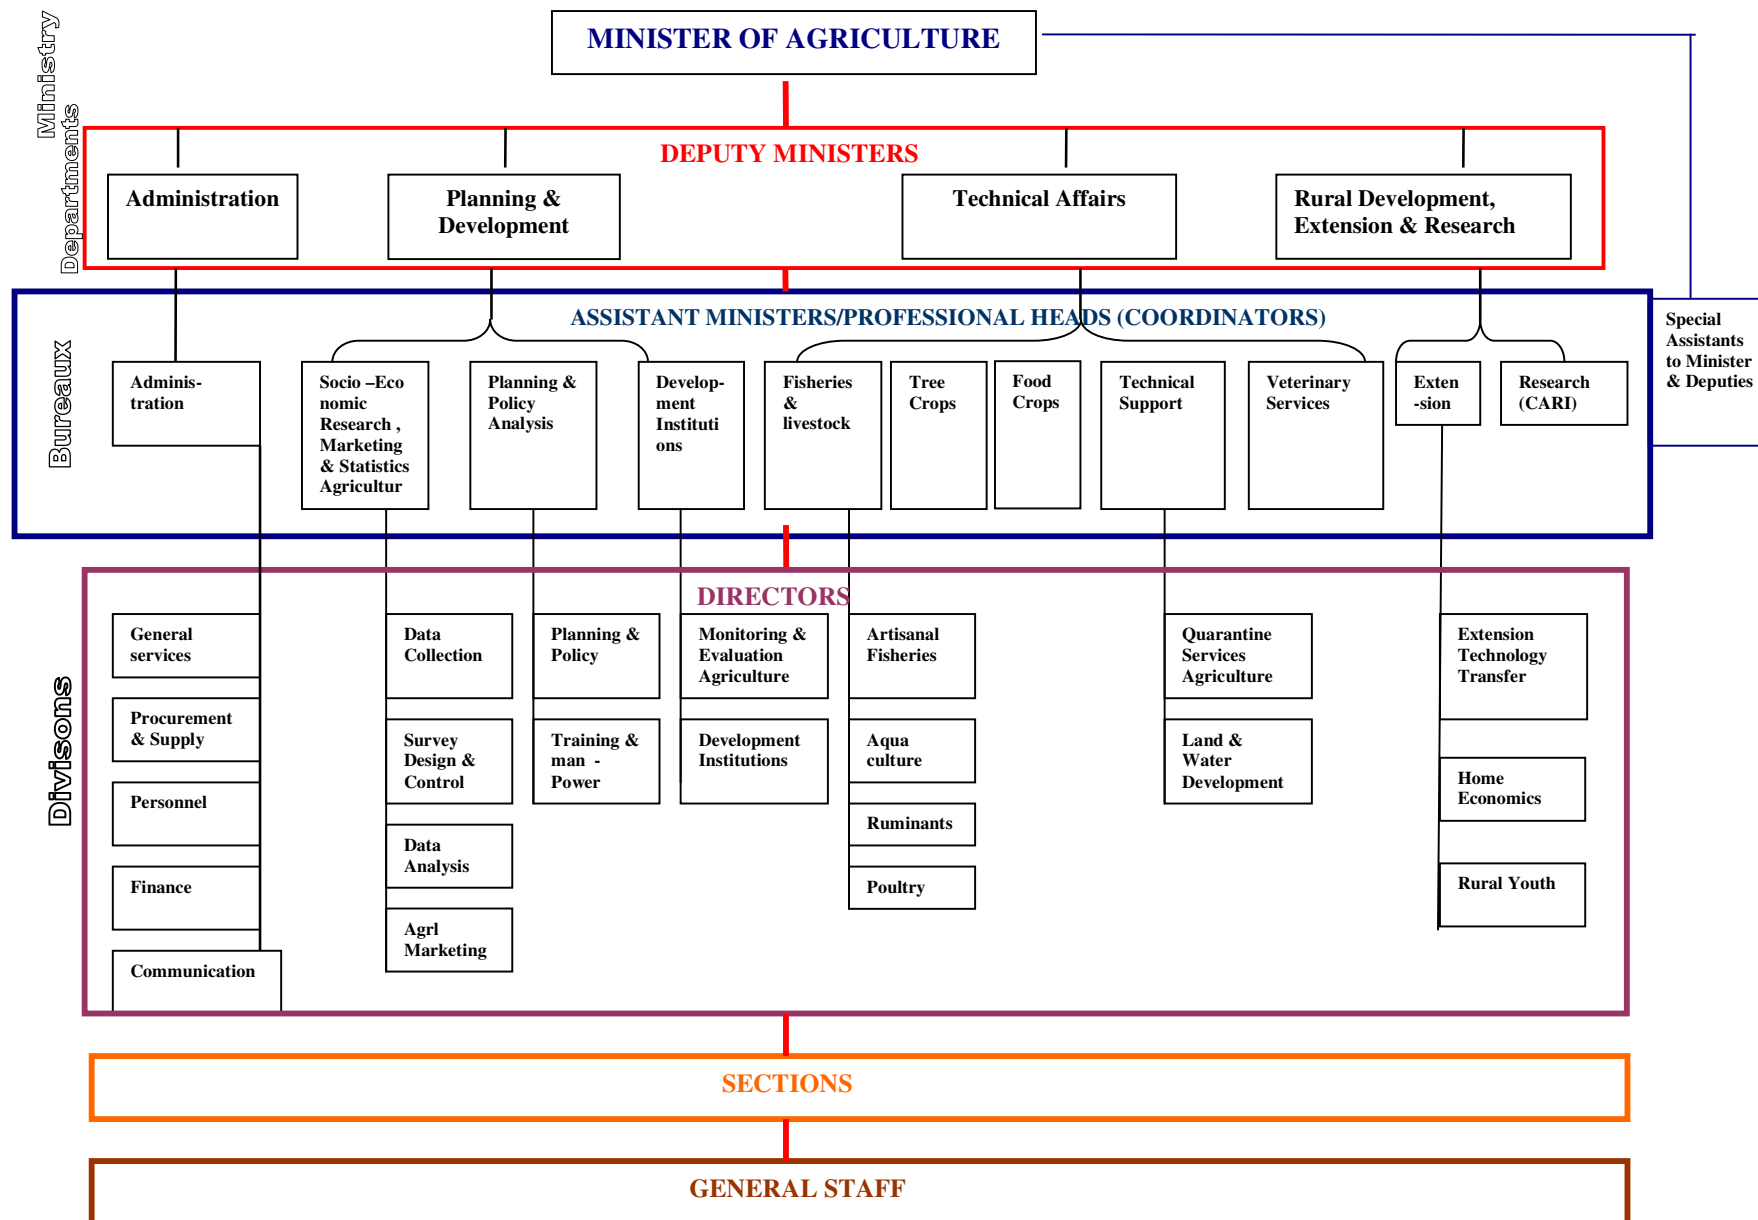 Ministry
MINISTER OF AGRICULTURE
Departments
DEPUTY MINISTERS
Administration
Planning &
Development
Technical Affairs
Rural Development,
Extension & Research
Bureaux
ASSISTANT MINISTERS/PROFESSIONAL HEADS (COORDINATORS)
Special
Assistants
to Minister
& Deputies
Adminis-
tration
Socio –Eco
nomic
Research ,
Marketing
& Statistics
Agricultur
Planning &
Policy
Analysis
Develop-
ment
Instituti
ons
Fisheries
&
livestock
Tree
Crops
Food
Crops
Technical
Support
Veterinary
Services
Exten
-sion
Research
(CARI)
Divisons
DIRECTORS
General
services
Procurement
& Supply
Personnel
Finance
Communication
Data
Collection
Survey
Design &
Control
Data
Analysis
Agrl
Marketing
Planning &
Policy
Training &
man -
Power
Monitoring &
Evaluation
Agriculture
Development
Institutions
Artisanal
Fisheries
Aqua
culture
Ruminants
Poultry
Quarantine
Services
Agriculture
Land &
Water
Development
Extension
Technology
Transfer
Home
Economics
Rural Youth
SECTIONS
GENERAL STAFF